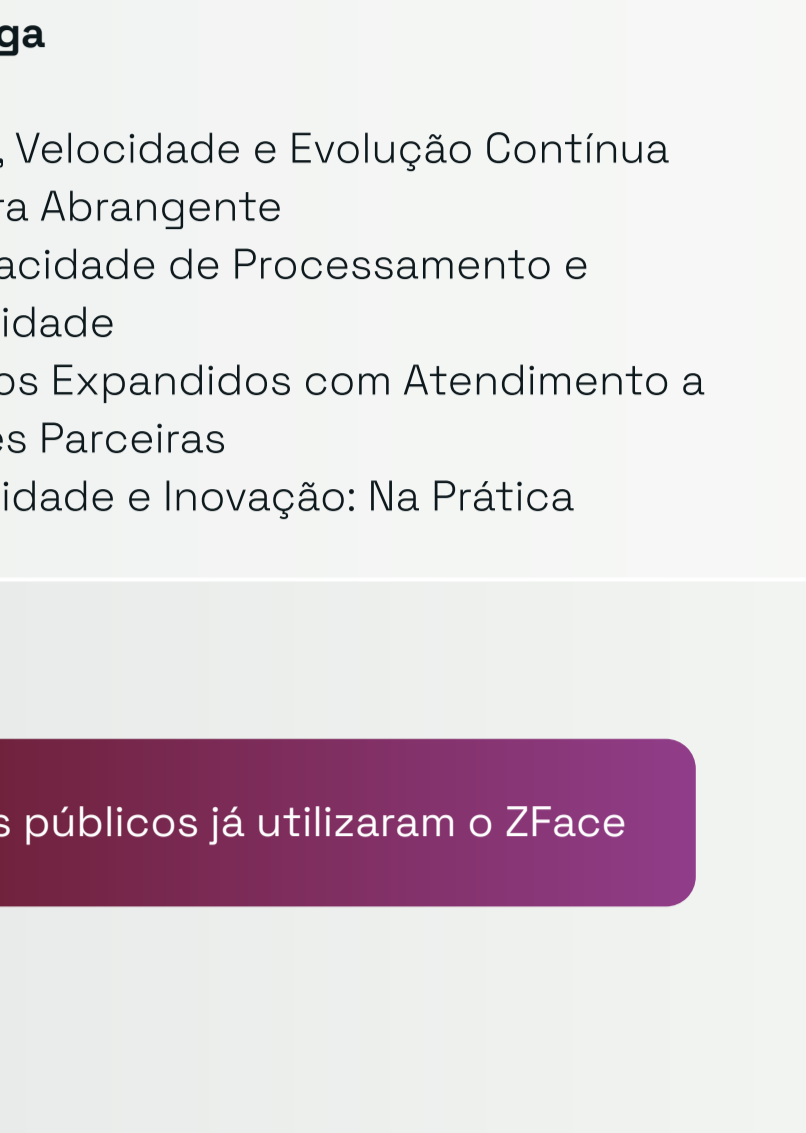 ga
, Velocidade e Evolução Contínua
ra Abrangente
acidade de Processamento e
idade
os Expandidos com Atendimento a
es Parceiras
idade e Inovação: Na Prática
s públicos já utilizaram o ZFace